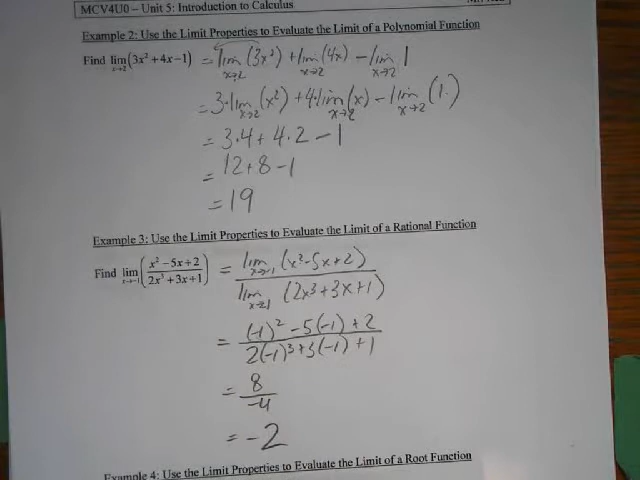 MCV4U0 – Unit 5: Introduction to Calculus
Example 2: Use the Limit Properties to Evaluate the Limit of a Polynomial Function
Find lim x→2 (3x² + 4x − 1) = lim x→2 (3x²) + lim x→2 (4x) − lim x→2 1
= 3·lim x→2 (x²) + 4·lim x→2 (x) − lim x→2 (1)
= 3·4 + 4·2 − 1
= 12 + 8 − 1
= 19
Example 3: Use the Limit Properties to Evaluate the Limit of a Rational Function
Find lim x→−1 ((x² − 5x + 2)/(2x³ + 3x + 1)) = lim x→-1 (x² − 5x + 2) / lim x→-1 (2x³ + 3x + 1)
= ((-1)² − 5(-1) + 2) / (2(-1)³ + 3(-1) + 1)
= 8/-4
= −2
Example 4: Use the Limit Properties to Evaluate the Limit of a Root Function